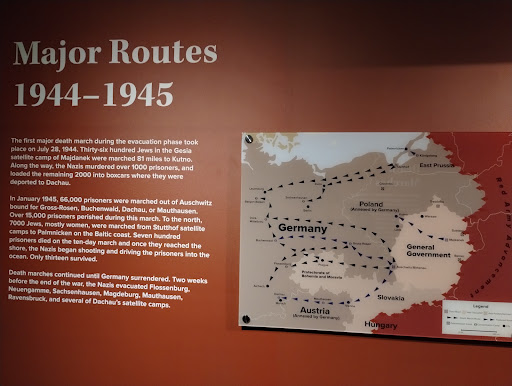 Major Routes
1944–1945
The first major death march during the evacuation phase took
place on July 28, 1944. Thirty-six hundred Jews in the Gesia
satellite camp of Majdanek were marched 81 miles to Kutno.
Along the way, the Nazis murdered over 1000 prisoners, and
loaded the remaining 2000 into boxcars where they were
deported to Dachau.
In January 1945, 66,000 prisoners were marched out of Auschwitz
bound for Gross-Rosen, Buchenwald, Dachau, or Mauthausen.
Over 15,000 prisoners perished during this march. To the north,
7000 Jews, mostly women, were marched from Stutthof satellite
camps to Palmnicken on the Baltic coast. Seven hundred
prisoners died on the ten-day march and once they reached the
shore, the Nazis began shooting and driving the prisoners into the
ocean. Only thirteen survived.
Death marches continued until Germany surrendered. Two weeks
before the end of the war, the Nazis evacuated Flossenburg,
Neuengamme, Sachsenhausen, Magdeburg, Mauthausen,
Ravensbruck, and several of Dachau's satellite camps.
East Prussia
Poland
(Annexed by Germany)
Germany
General
Government
Protectorate of
Bohemia and Moravia
Slovakia
Austria
(Annexed by Germany)
Hungary
Red Army Advancement
Legend